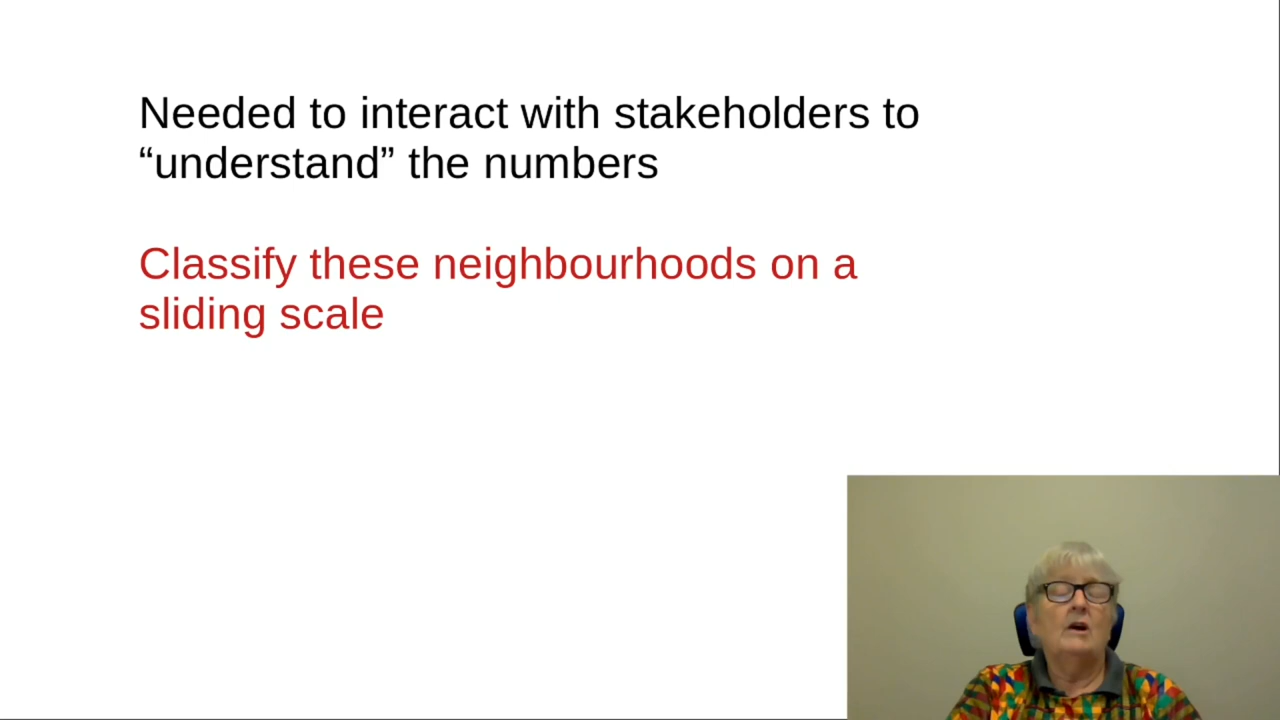 Needed to interact with stakeholders to
“understand” the numbers
Classify these neighbourhoods on a
sliding scale